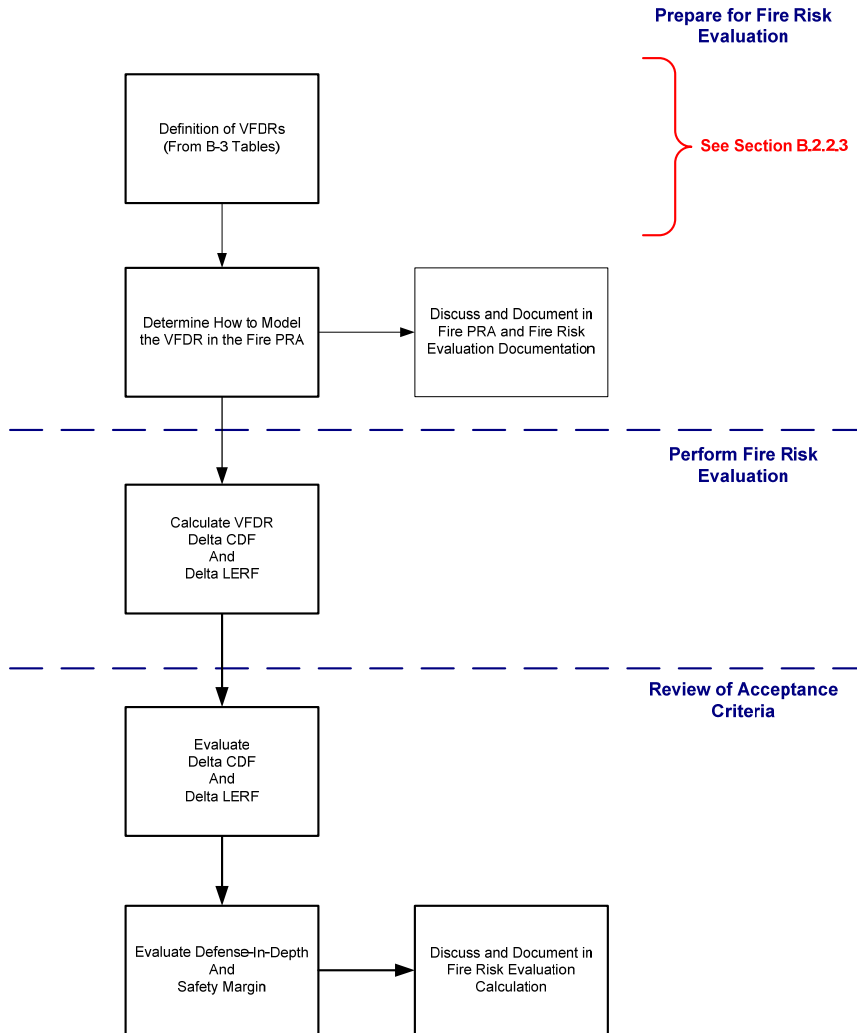 Prepare for Fire Risk
Evaluation
Definition of VFDRs
(From B-3 Tables)
See Section B.2.2.3
Determine How to Model
the VFDR in the Fire PRA
Discuss and Document in
Fire PRA and Fire Risk
Evaluation Documentation
Perform Fire Risk
Evaluation
Calculate VFDR
Delta CDF
And
Delta LERF
Review of Acceptance
Criteria
Evaluate
Delta CDF
And
Delta LERF
Evaluate Defense-In-Depth
And
Safety Margin
Discuss and Document in
Fire Risk Evaluation
Calculation